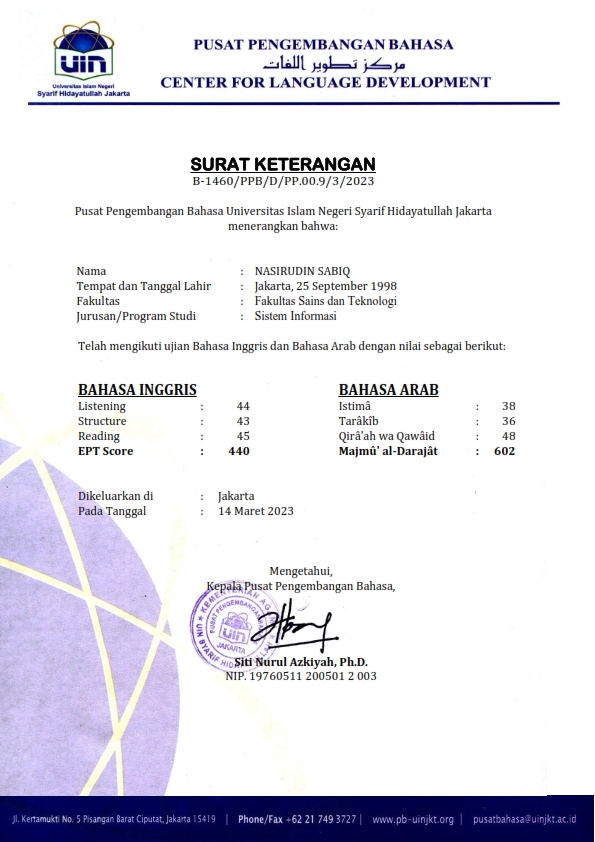 uin
Universitas Islam Negeri
Syarif Hidayatullah Jakarta
PUSAT PENGEMBANGAN BAHASA
مركز تطوير اللغات
CENTER FOR LANGUAGE DEVELOPMENT
SURAT KETERANGAN
B-1460/PPB/D/PP.00.9/3/2023
Pusat Pengembangan Bahasa Universitas Islam Negeri Syarif Hidayatullah Jakarta
menerangkan bahwa:
Nama : NASIRUDIN SABIQ
Tempat dan Tanggal Lahir : Jakarta, 25 September 1998
Fakultas : Fakultas Sains dan Teknologi
Jurusan/Program Studi : Sistem Informasi
Telah mengikuti ujian Bahasa Inggris dan Bahasa Arab dengan nilai sebagai berikut:
BAHASA INGGRIS
Listening : 44
Structure : 43
Reading : 45
EPT Score : 440
BAHASA ARAB
Istimâ : 38
Tarâkîb : 36
Qirâ'ah wa Qawâid : 48
Majmû' al-Darajât : 602
Dikeluarkan di : Jakarta
Pada Tanggal : 14 Maret 2023
Mengetahui,
Kepala Pusat Pengembangan Bahasa,
KEMENTERIAN AGAMA
UIN SYARIF HIDAYATULLAH
PUSAT PENGEMBANGAN
uin
JAKARTA
Siti Nurul Azkiyah, Ph.D.
NIP. 19760511 200501 2 003
Jl. Kertamukti No. 5 Pisangan Barat Ciputat, Jakarta 15419 | Phone/Fax +62 21 749 3727 | www.pb-uinjkt.org | pusatbahasa@uinjkt.ac.id